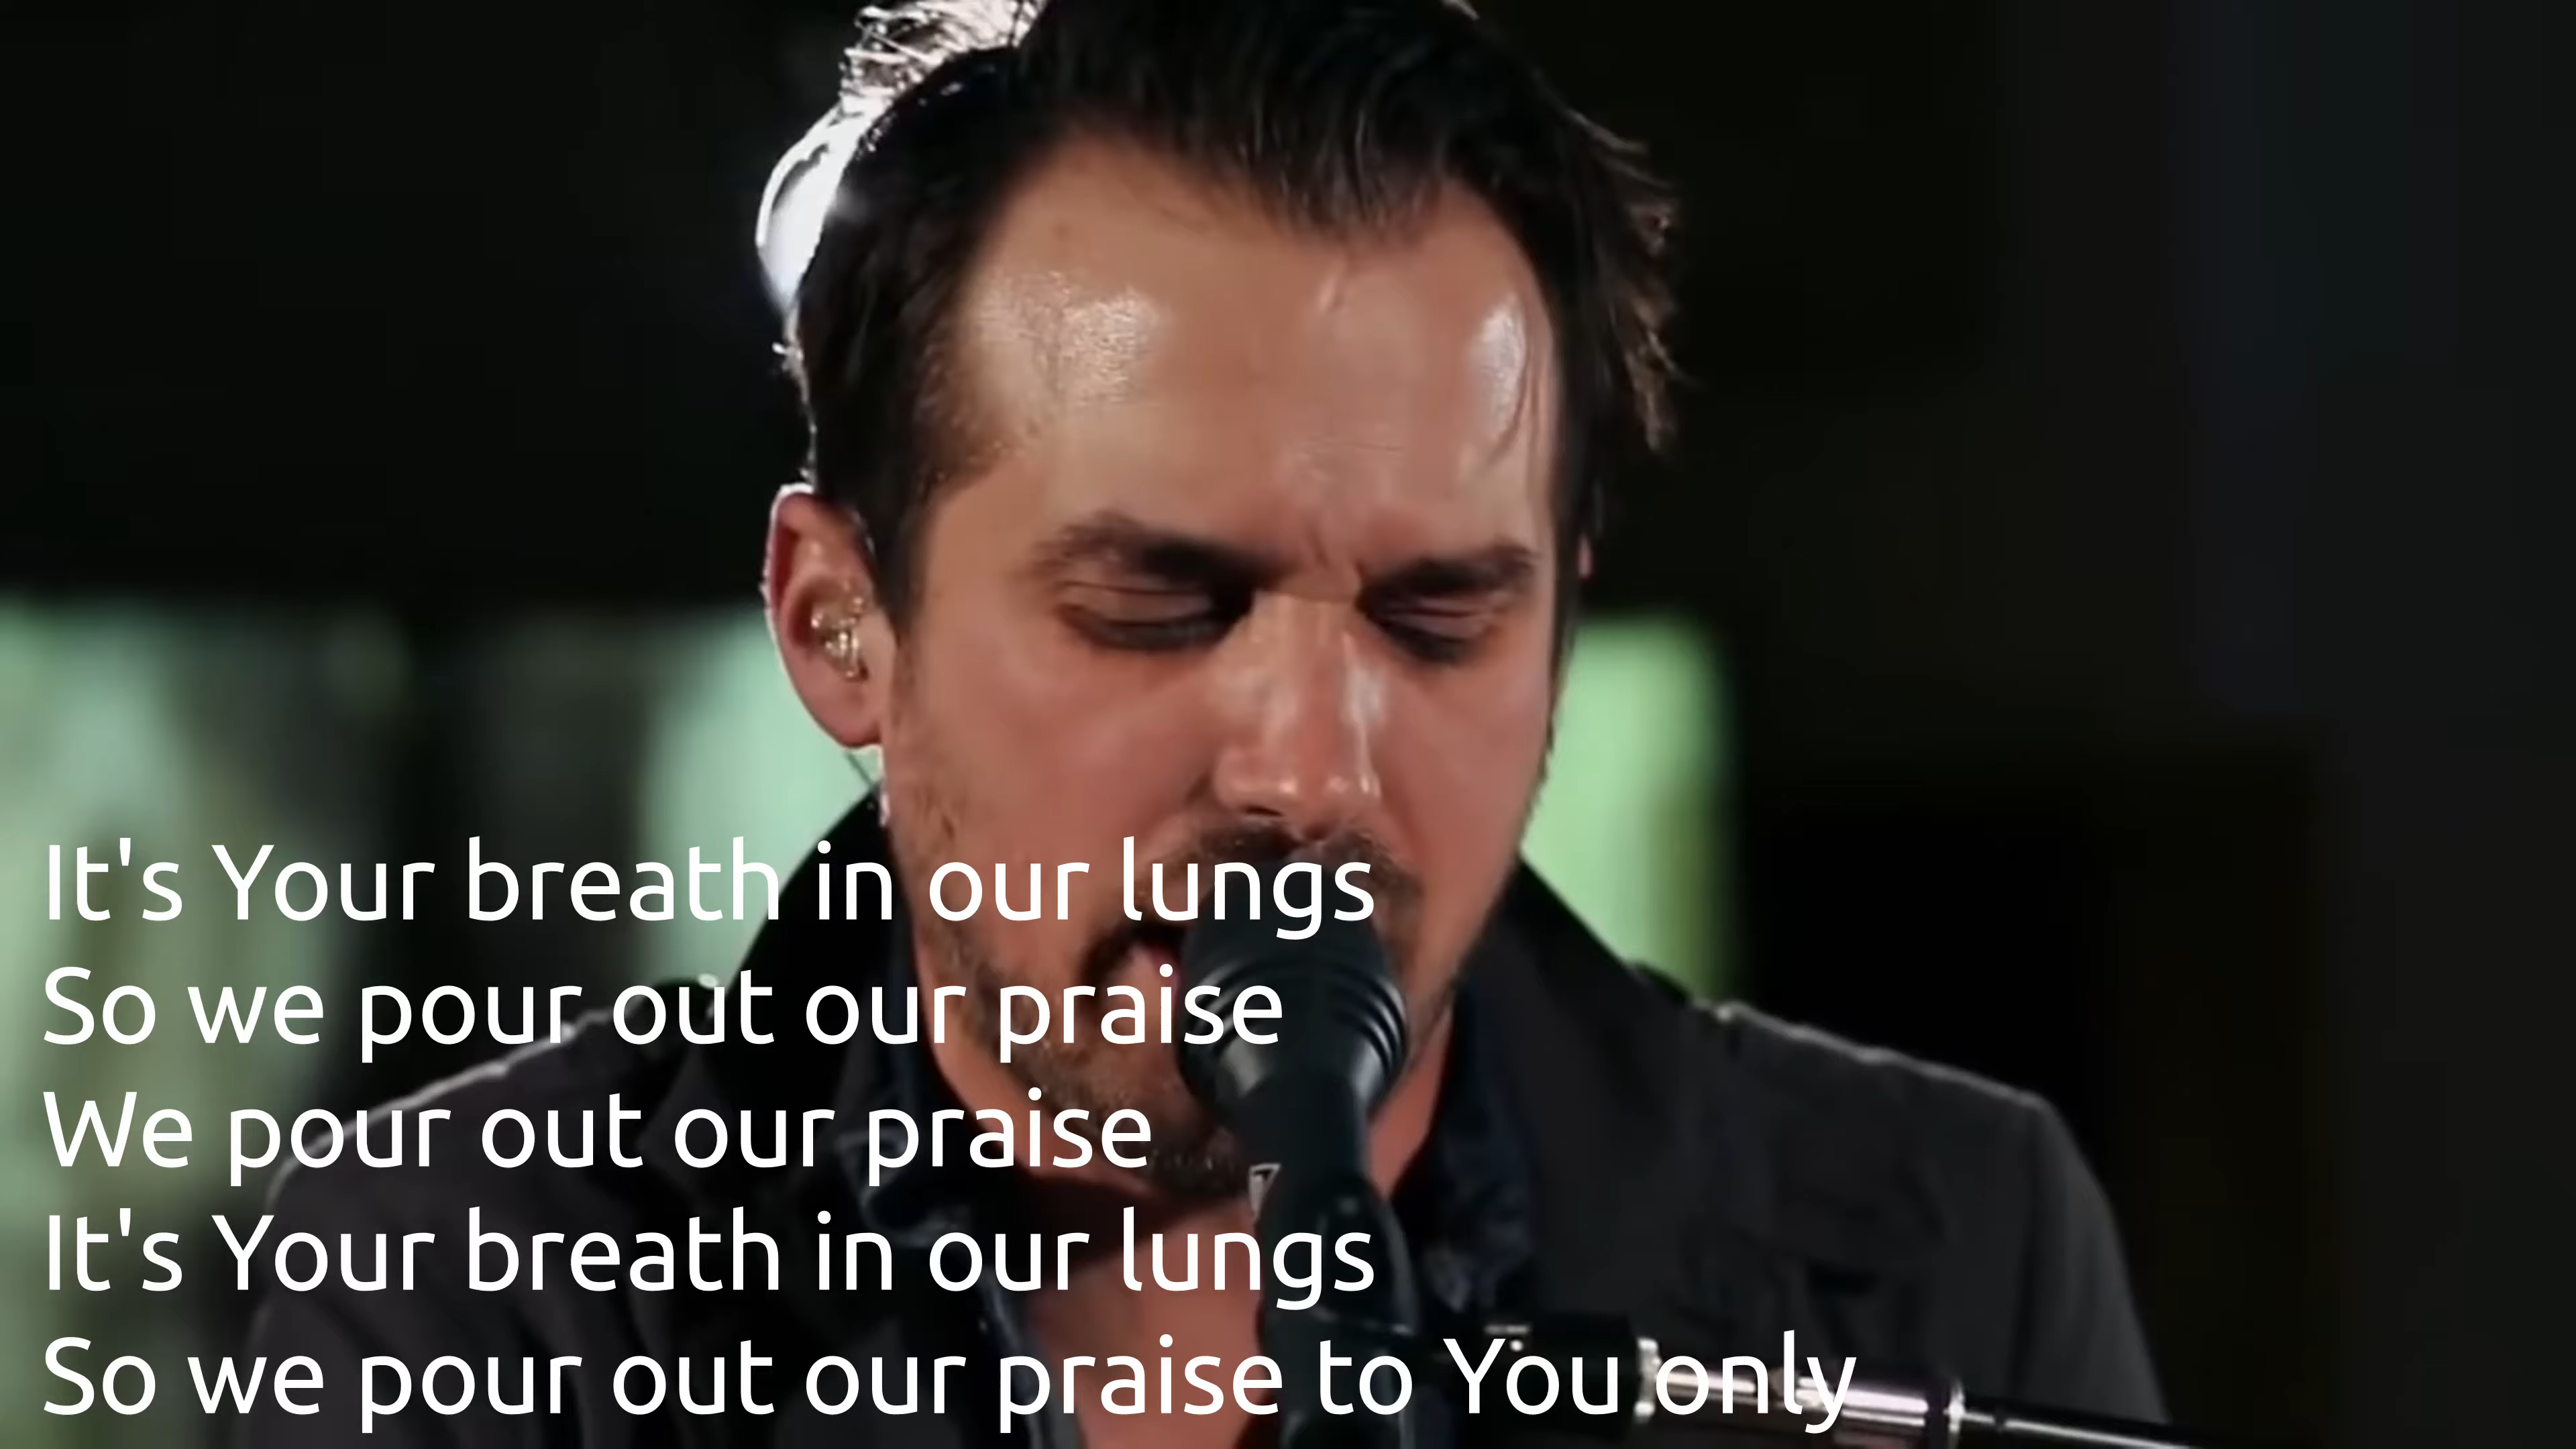 It's Your breath in our lungs
So we pour out our praise
We pour out our praise
It's Your breath in our lungs
So we pour out our praise to You only